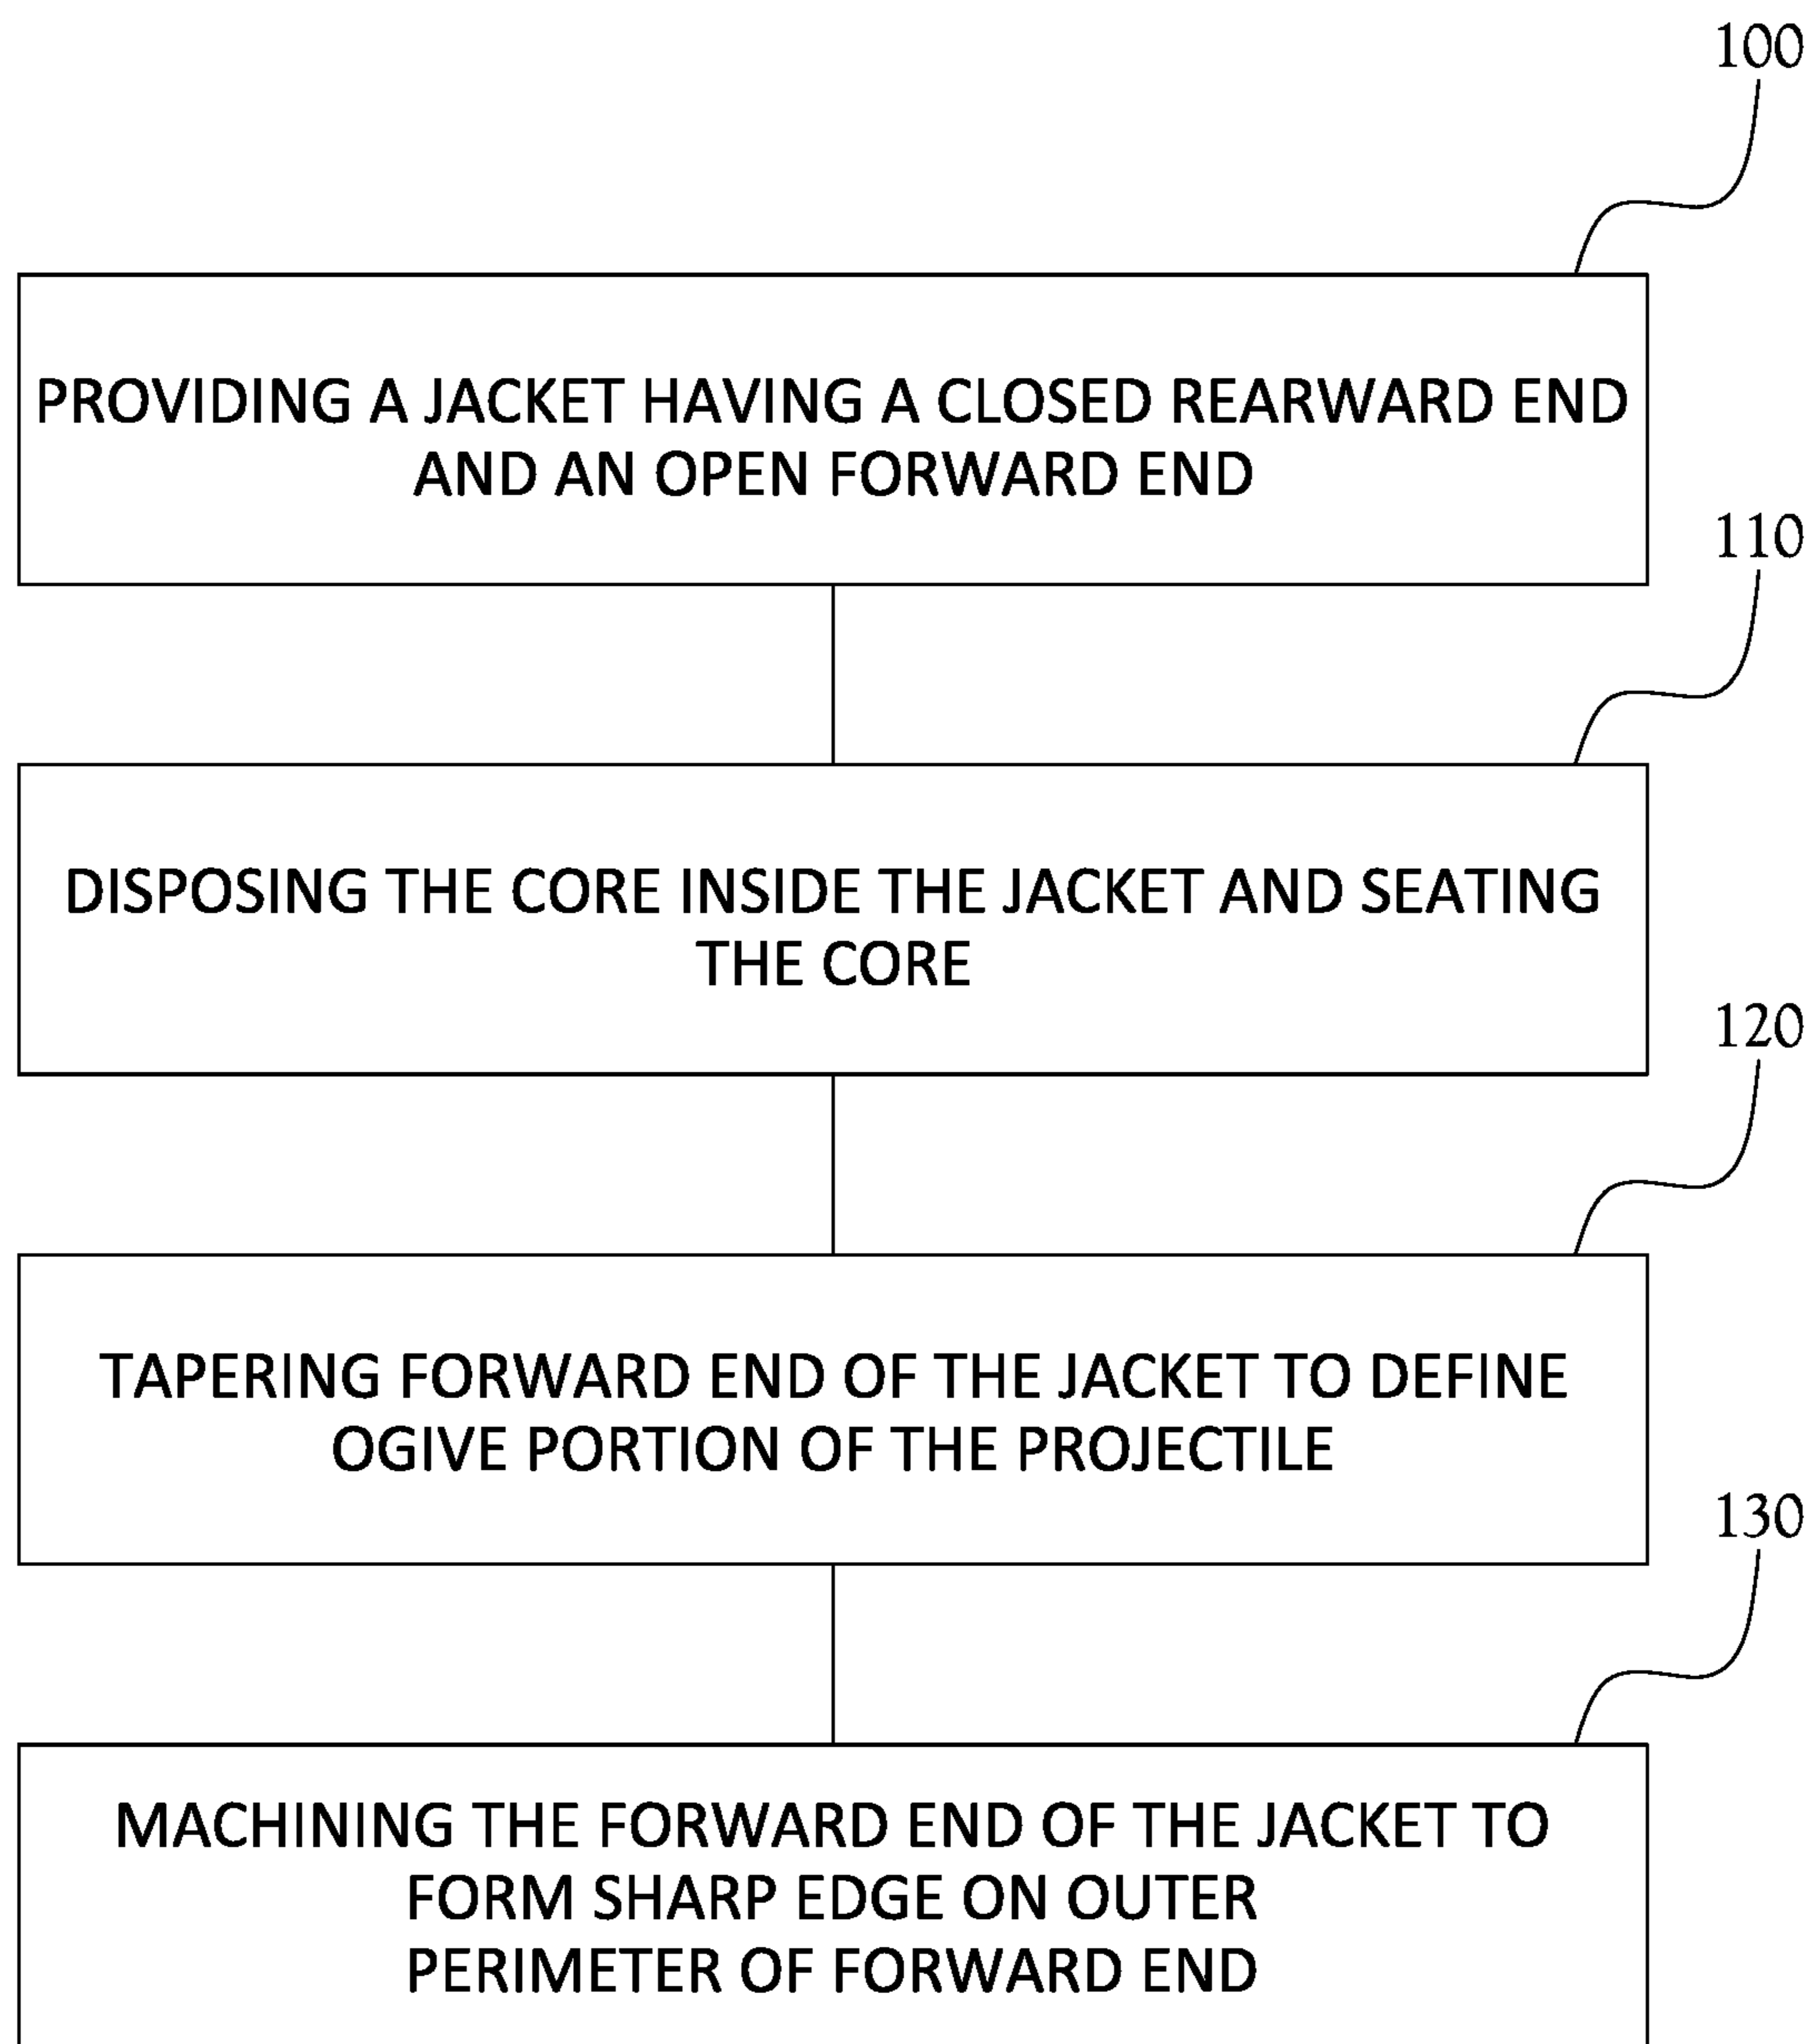 100
PROVIDING A JACKET HAVING A CLOSED REARWARD END
AND AN OPEN FORWARD END
110
DISPOSING THE CORE INSIDE THE JACKET AND SEATING
THE CORE
120
TAPERING FORWARD END OF THE JACKET TO DEFINE
OGIVE PORTION OF THE PROJECTILE
130
MACHINING THE FORWARD END OF THE JACKET TO
FORM SHARP EDGE ON OUTER
PERIMETER OF FORWARD END